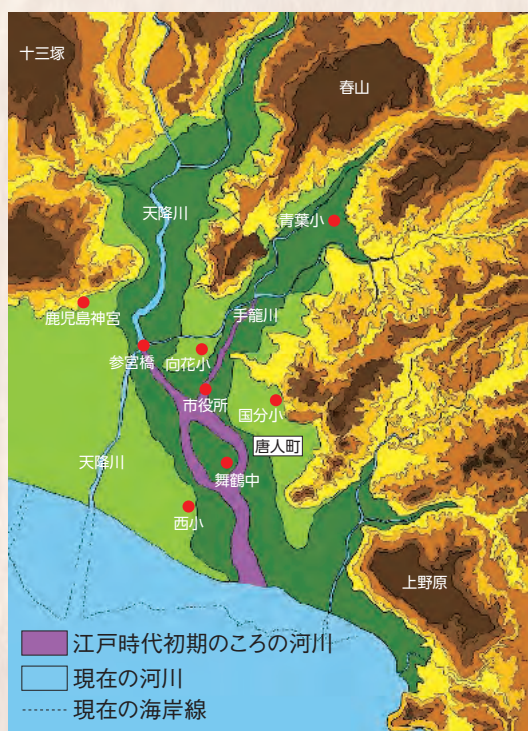 十三塚
春山
天降川
青葉小
手籠川
鹿児島神宮
参宮橋
向花小
市役所
国分小
唐人町
天降川
舞鶴中
西小
上野原
江戸時代初期のころの河川
現在の河川
現在の海岸線